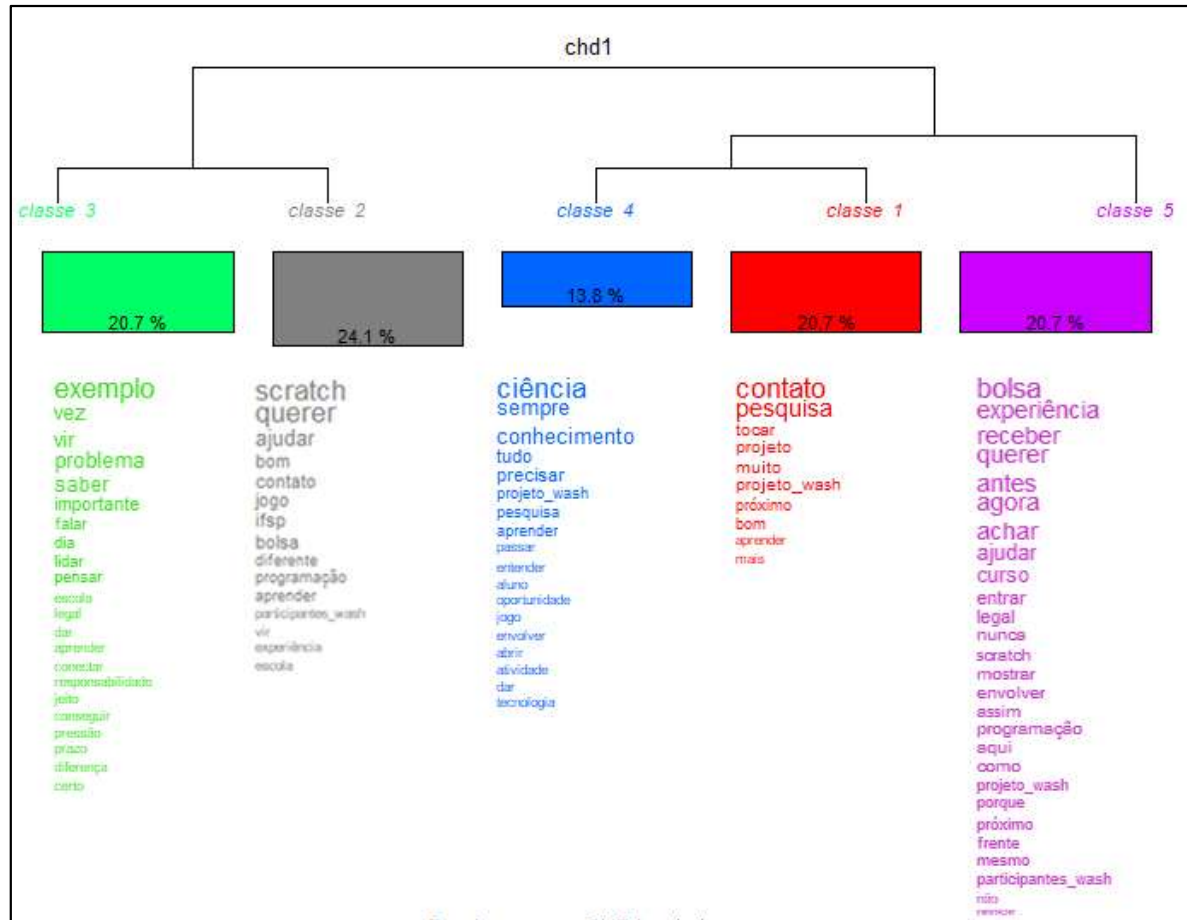 chd1
classe 3
classe 2
classe 4
classe 1
classe 5
20.7 %
24.1 %
13.8 %
20.7 %
20.7 %
exemplo
vez
vir
problema
saber
importante
falar
dia
lidar
pensar
escola
legal
dar
aprender
conectar
responsabilidade
jeito
conseguir
pressão
prazo
diferença
certo
scratch
querer
ajudar
bom
contato
jogo
ifsp
bolsa
diferente
programação
aprender
participantes_wash
vir
experiência
escola
ciência
sempre
conhecimento
tudo
precisar
projeto_wash
pesquisa
aprender
passar
entender
aluno
oportunidade
jogo
envolver
abrir
atividade
dar
tecnologia
contato
pesquisa
tocar
projeto
muito
projeto_wash
próximo
bom
aprender
mais
bolsa
experiência
receber
querer
antes
agora
achar
ajudar
curso
entrar
legal
nunca
scratch
mostrar
envolver
assim
programação
aqui
como
projeto_wash
porque
próximo
frente
mesmo
participantes_wash
não